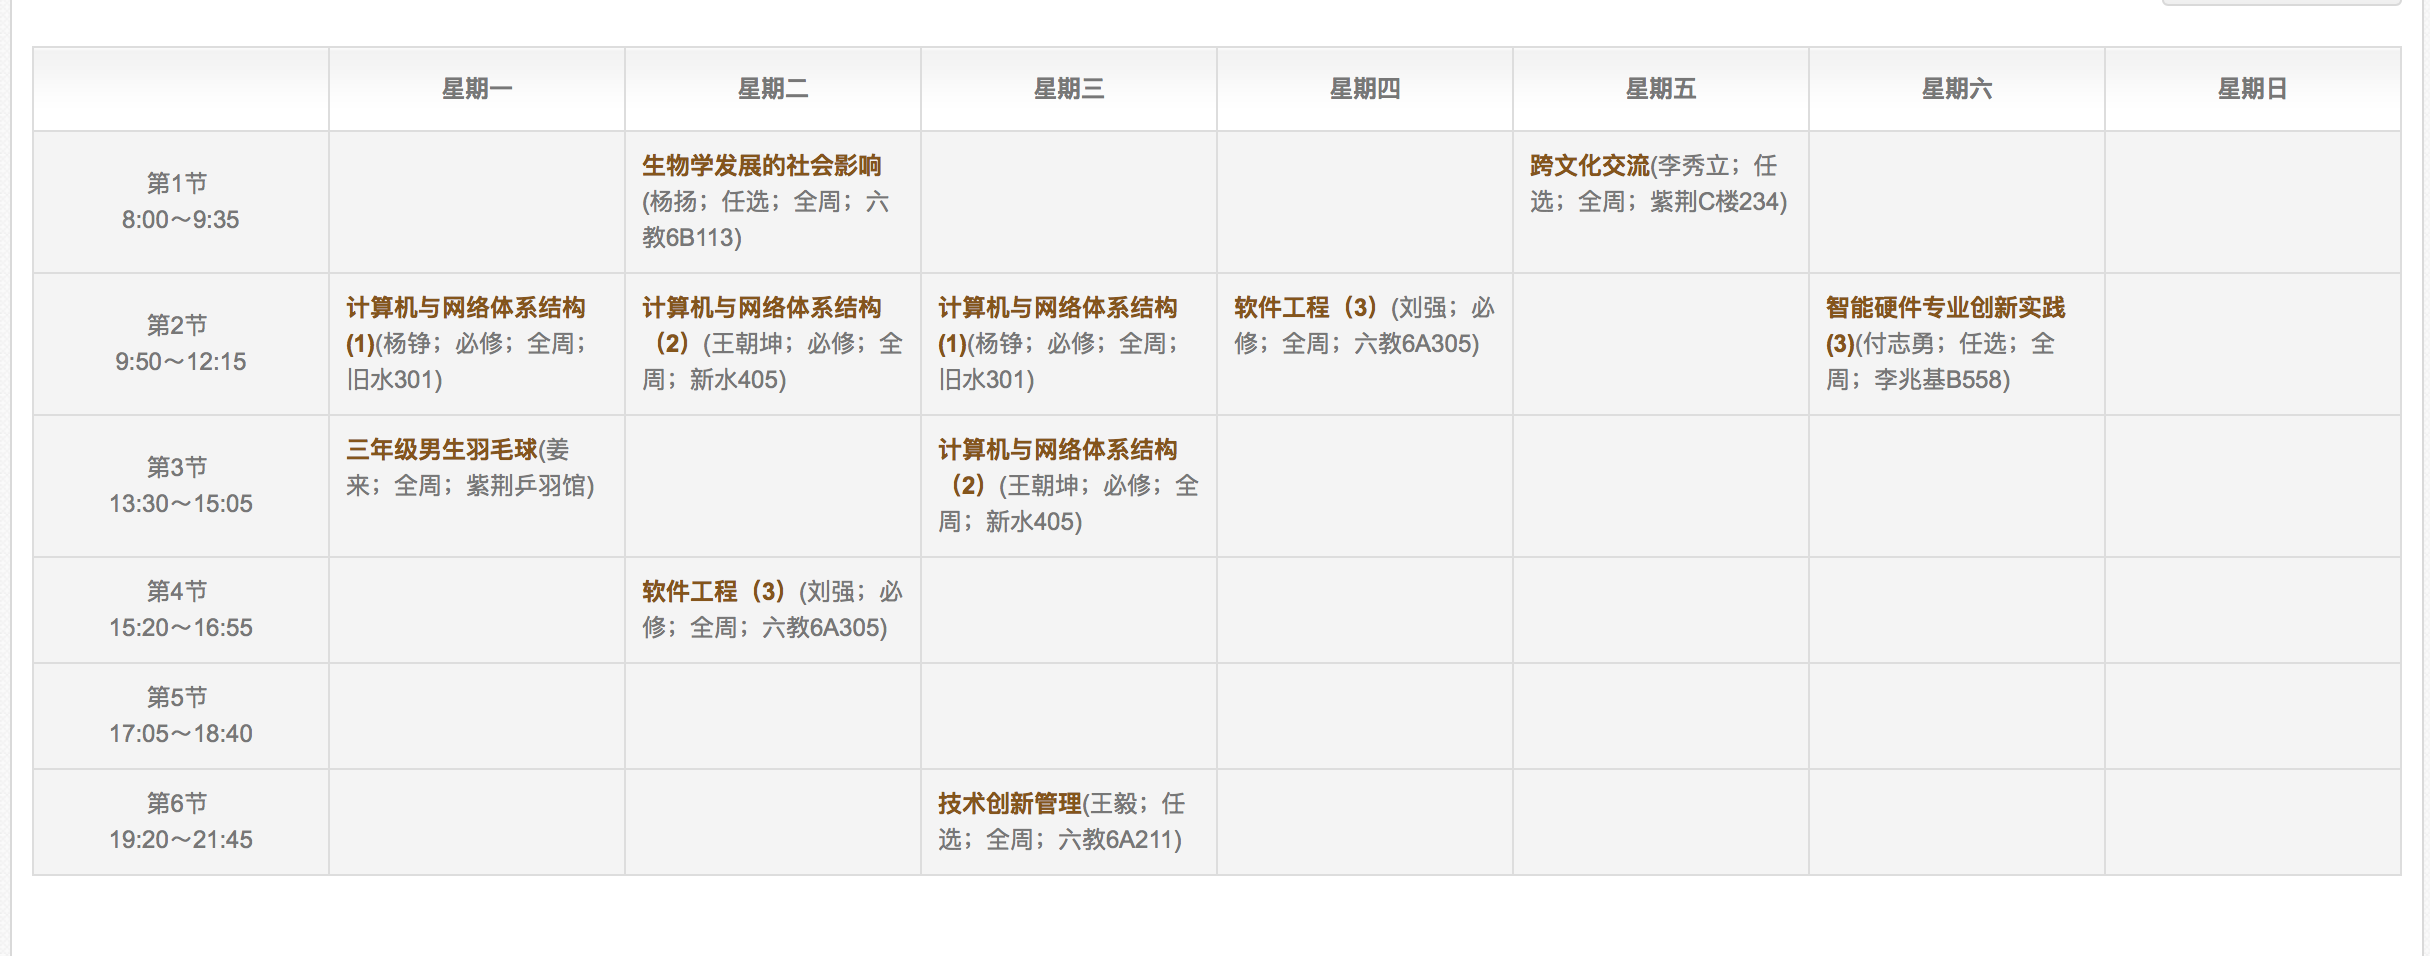 星期一
星期二
星期三
星期四
星期五
星期六
星期日
第1节
8:00～9:35
生物学发展的社会影响
(杨扬；任选；全周；六
教6B113)
跨文化交流(李秀立；任
选；全周；紫荆C楼234)
第2节
9:50～12:15
计算机与网络体系结构
(1)(杨铮；必修；全周；
旧水301)
计算机与网络体系结构
（2）(王朝坤；必修；全
周；新水405)
计算机与网络体系结构
(1)(杨铮；必修；全周；
旧水301)
软件工程（3）(刘强；必
修；全周；六教6A305)
智能硬件专业创新实践
(3)(付志勇；任选；全
周；李兆基B558)
第3节
13:30～15:05
三年级男生羽毛球(姜
来；全周；紫荆乒羽馆)
计算机与网络体系结构
（2）(王朝坤；必修；全
周；新水405)
第4节
15:20～16:55
软件工程（3）(刘强；必
修；全周；六教6A305)
第5节
17:05～18:40
第6节
19:20～21:45
技术创新管理(王毅；任
选；全周；六教6A211)